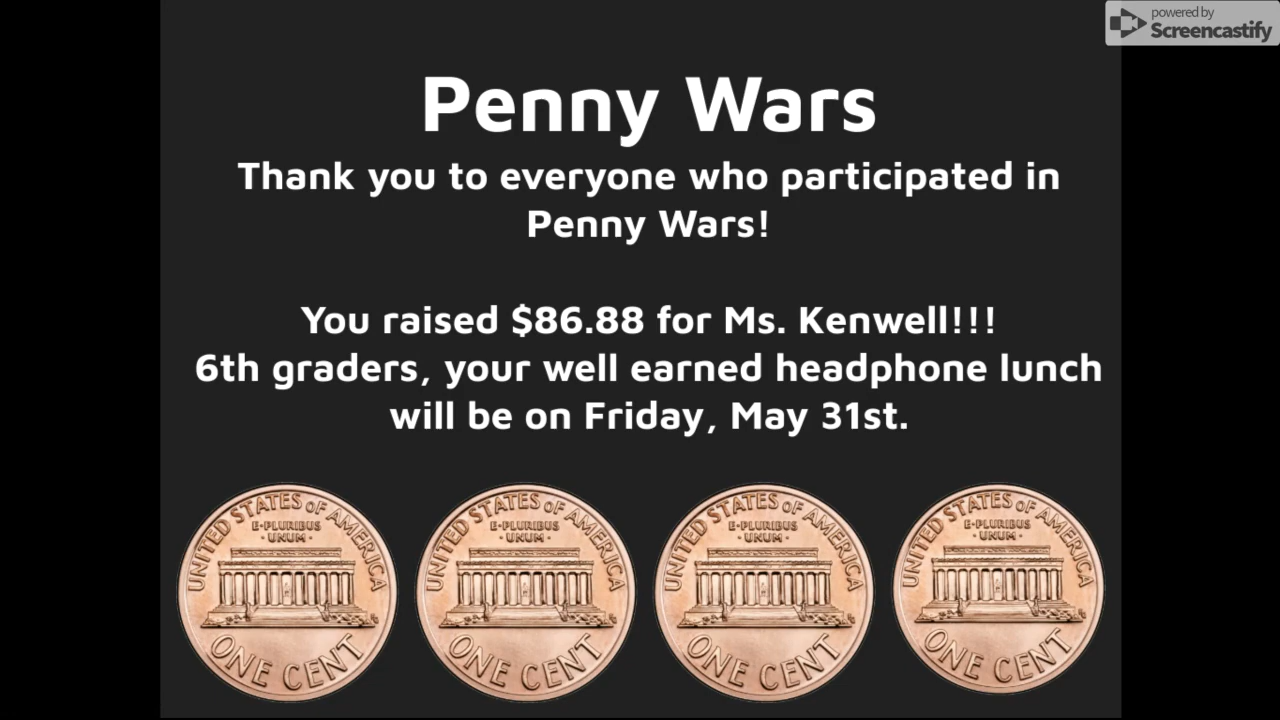 powered by
Screencastify
Penny Wars
Thank you to everyone who participated in
Penny Wars!
You raised $86.88 for Ms. Kenwell!!!
6th graders, your well earned headphone lunch
will be on Friday, May 31st.
UNITED STATES OF AMERICA
E·PLURIBUS
·UNUM·
ONE CENT
UNITED STATES OF AMERICA
E·PLURIBUS
·UNUM·
ONE CENT
UNITED STATES OF AMERICA
E·PLURIBUS
·UNUM·
ONE CENT
UNITED STATES OF AMERICA
E·PLURIBUS
·UNUM·
ONE CENT